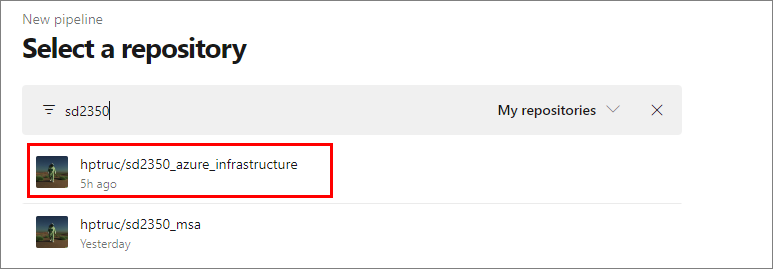 New pipeline
Select a repository
sd2350 My repositories
hptruc/sd2350_azure_infrastructure
5h ago
hptruc/sd2350_msa
Yesterday